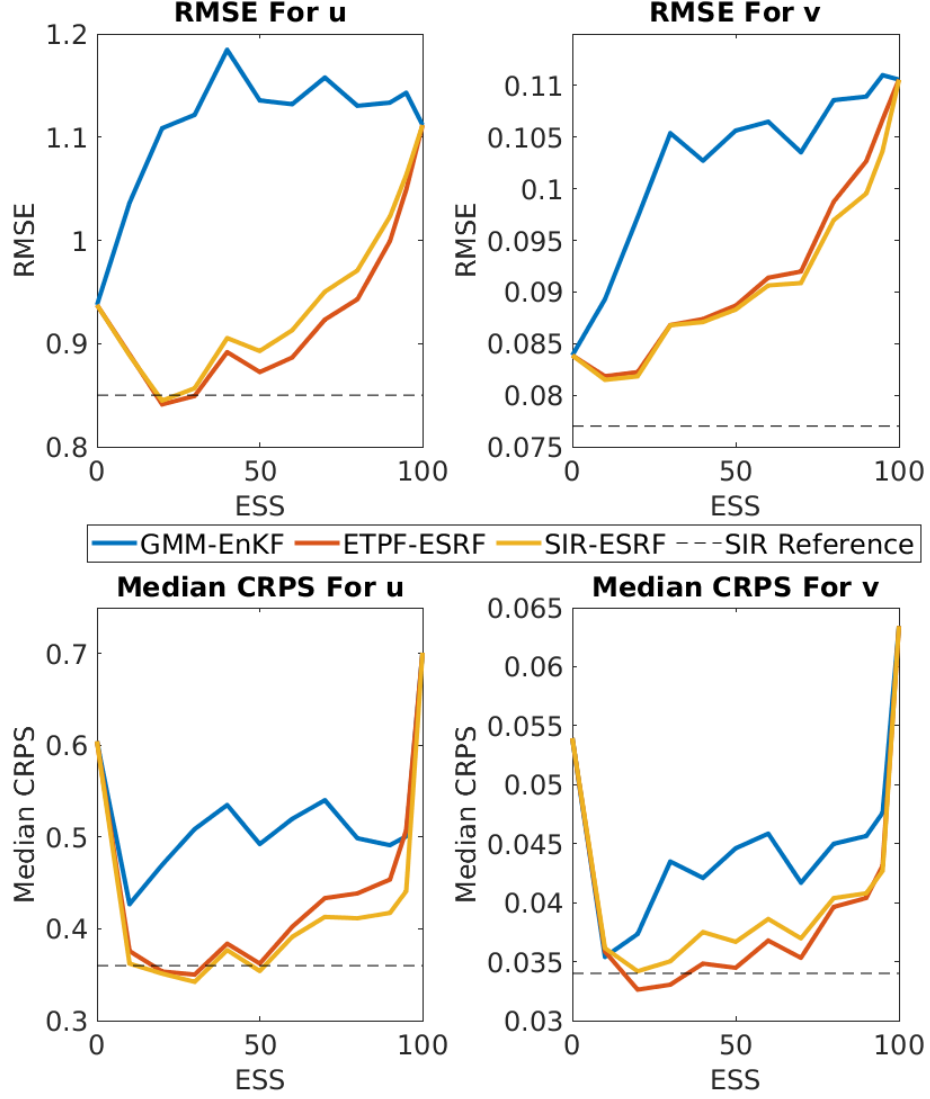 RMSE For u
RMSE For v
1.2
1.1
1
0.9
0.8
RMSE
0 50 100
ESS
0.11
0.105
0.1
0.095
0.09
0.085
0.08
0.075
RMSE
0 50 100
ESS
GMM-EnKF ETPF-ESRF SIR-ESRF SIR Reference
Median CRPS For u
Median CRPS For v
0.7
0.6
0.5
0.4
0.3
Median CRPS
0 50 100
ESS
0.065
0.06
0.055
0.05
0.045
0.04
0.035
0.03
Median CRPS
0 50 100
ESS